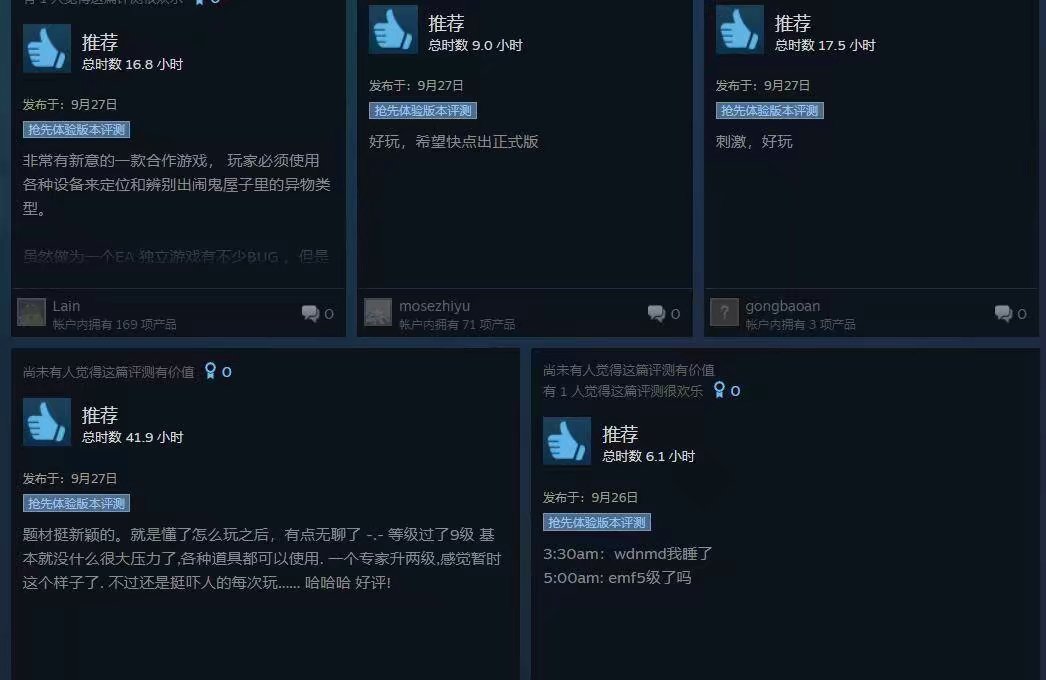 有 1 人觉得这篇评测很欢乐 0
推荐
总时数 16.8 小时
发布于：9月27日
抢先体验版本评测
非常有新意的一款合作游戏， 玩家必须使用
各种设备来定位和辨别出闹鬼屋子里的异物类
型。
虽然做为一个EA 独立游戏有不少BUG ，但是
Lain
帐户内拥有 169 项产品
0
推荐
总时数 9.0 小时
发布于：9月27日
抢先体验版本评测
好玩，希望快点出正式版
mosezhiyu
帐户内拥有 71 项产品
0
推荐
总时数 17.5 小时
发布于：9月27日
抢先体验版本评测
刺激，好玩
?
gongbaoan
帐户内拥有 3 项产品
0
尚未有人觉得这篇评测有价值 0
推荐
总时数 41.9 小时
发布于：9月27日
抢先体验版本评测
题材挺新颖的。就是懂了怎么玩之后，有点无聊了 -.- 等级过了9级 基
本就没什么很大压力了,各种道具都可以使用. 一个专家升两级,感觉暂时
这个样子了. 不过还是挺吓人的每次玩...... 哈哈哈 好评!
尚未有人觉得这篇评测有价值
有 1 人觉得这篇评测很欢乐 0
推荐
总时数 6.1 小时
发布于：9月26日
抢先体验版本评测
3:30am：wdnmd我睡了
5:00am: emf5级了吗